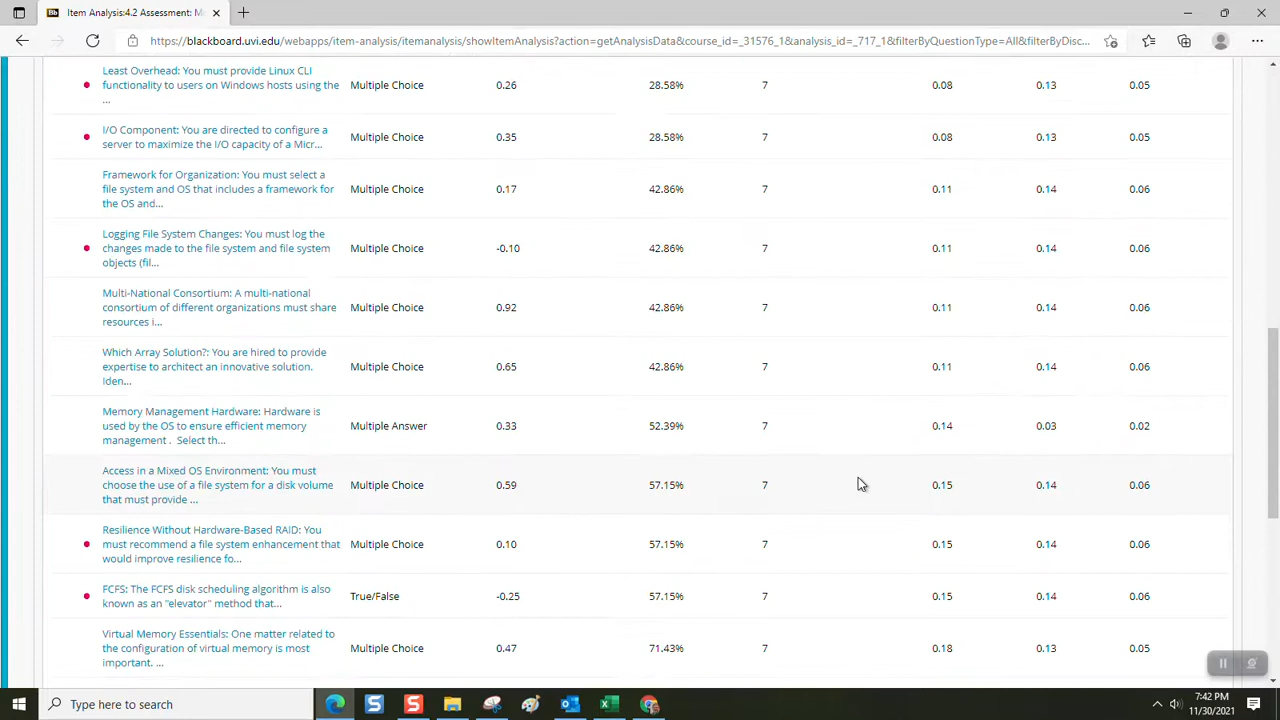 Item Analysis:4.2 Assessment: M
https://blackboard.uvi.edu/webapps/item-analysis/itemanalysis/showItemAnalysis?action=getAnalysisData&course_id=_31576_1&analysis_id=_717_1&filterByQuestionType=All&filterByDisc...
Least Overhead: You must provide Linux CLI
functionality to users on Windows hosts using the
...
Multiple Choice 0.26 28.58% 7 0.08 0.13 0.05
I/O Component: You are directed to configure a
server to maximize the I/O capacity of a Micr...
Multiple Choice 0.35 28.58% 7 0.08 0.13 0.05
Framework for Organization: You must select a
file system and OS that includes a framework for
the OS and...
Multiple Choice 0.17 42.86% 7 0.11 0.14 0.06
Logging File System Changes: You must log the
changes made to the file system and file system
objects (fil...
Multiple Choice -0.10 42.86% 7 0.11 0.14 0.06
Multi-National Consortium: A multi-national
consortium of different organizations must share
resources i...
Multiple Choice 0.92 42.86% 7 0.11 0.14 0.06
Which Array Solution?: You are hired to provide
expertise to architect an innovative solution.
Iden...
Multiple Choice 0.65 42.86% 7 0.11 0.14 0.06
Memory Management Hardware: Hardware is
used by the OS to ensure efficient memory
management . Select th...
Multiple Answer 0.33 52.39% 7 0.14 0.03 0.02
Access in a Mixed OS Environment: You must
choose the use of a file system for a disk volume
that must provide ...
Multiple Choice 0.59 57.15% 7 0.15 0.14 0.06
Resilience Without Hardware-Based RAID: You
must recommend a file system enhancement that
would improve resilience fo...
Multiple Choice 0.10 57.15% 7 0.15 0.14 0.06
FCFS: The FCFS disk scheduling algorithm is also
known as an "elevator" method that...
True/False -0.25 57.15% 7 0.15 0.14 0.06
Virtual Memory Essentials: One matter related to
the configuration of virtual memory is most
important. ...
Multiple Choice 0.47 71.43% 7 0.18 0.13 0.05
Type here to search
7:42 PM
11/30/2021